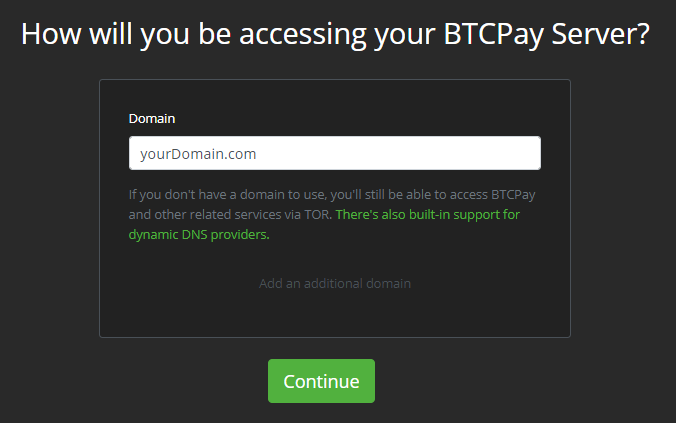 How will you be accessing your BTCPay Server?
Domain
yourDomain.com
If you don't have a domain to use, you'll still be able to access BTCPay
and other related services via TOR. There's also built-in support for
dynamic DNS providers.
Add an additional domain
Continue